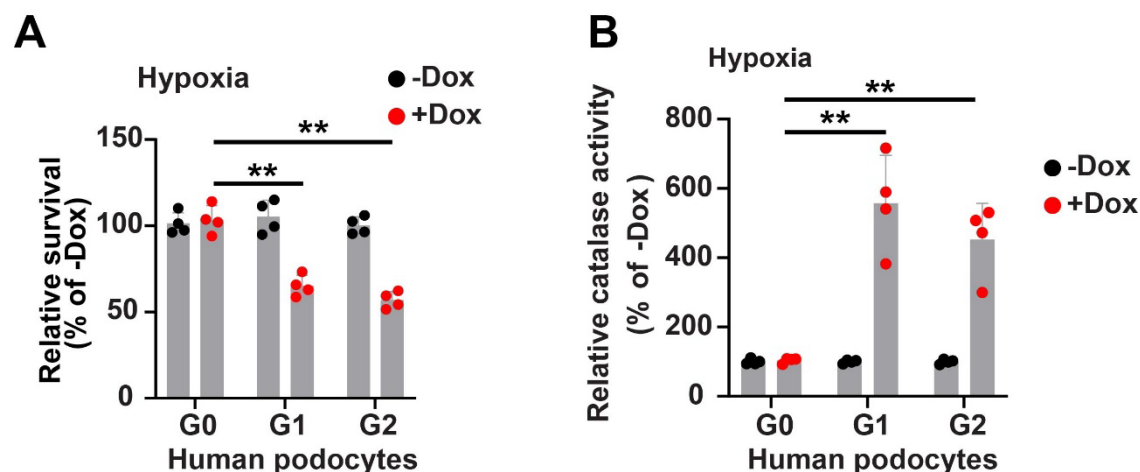 A
Hypoxia
-Dox
+Dox
**
**
150
100
50
0
Relative survival
(% of -Dox)
G0 G1 G2
Human podocytes
B
Hypoxia
**
**
-Dox
+Dox
800
600
400
200
0
Relative catalase activity
(% of -Dox)
G0 G1 G2
Human podocytes